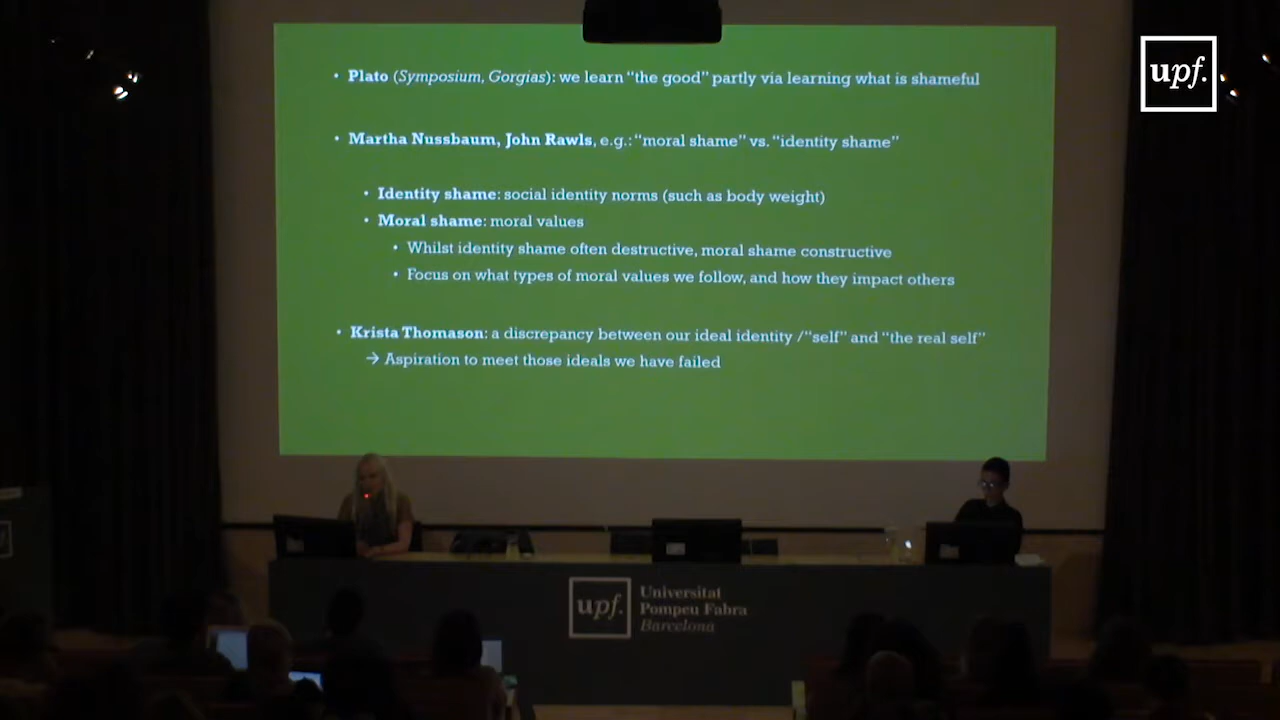 upf.
• Plato (Symposium, Gorgias): we learn “the good” partly via learning what is shameful
• Martha Nussbaum, John Rawls, e.g.: “moral shame” vs. “identity shame”
• Identity shame: social identity norms (such as body weight)
• Moral shame: moral values
• Whilst identity shame often destructive, moral shame constructive
• Focus on what types of moral values we follow, and how they impact others
• Krista Thomason: a discrepancy between our ideal identity /“self” and “the real self”
→ Aspiration to meet those ideals we have failed
upf.
Universitat
Pompeu Fabra
Barcelona